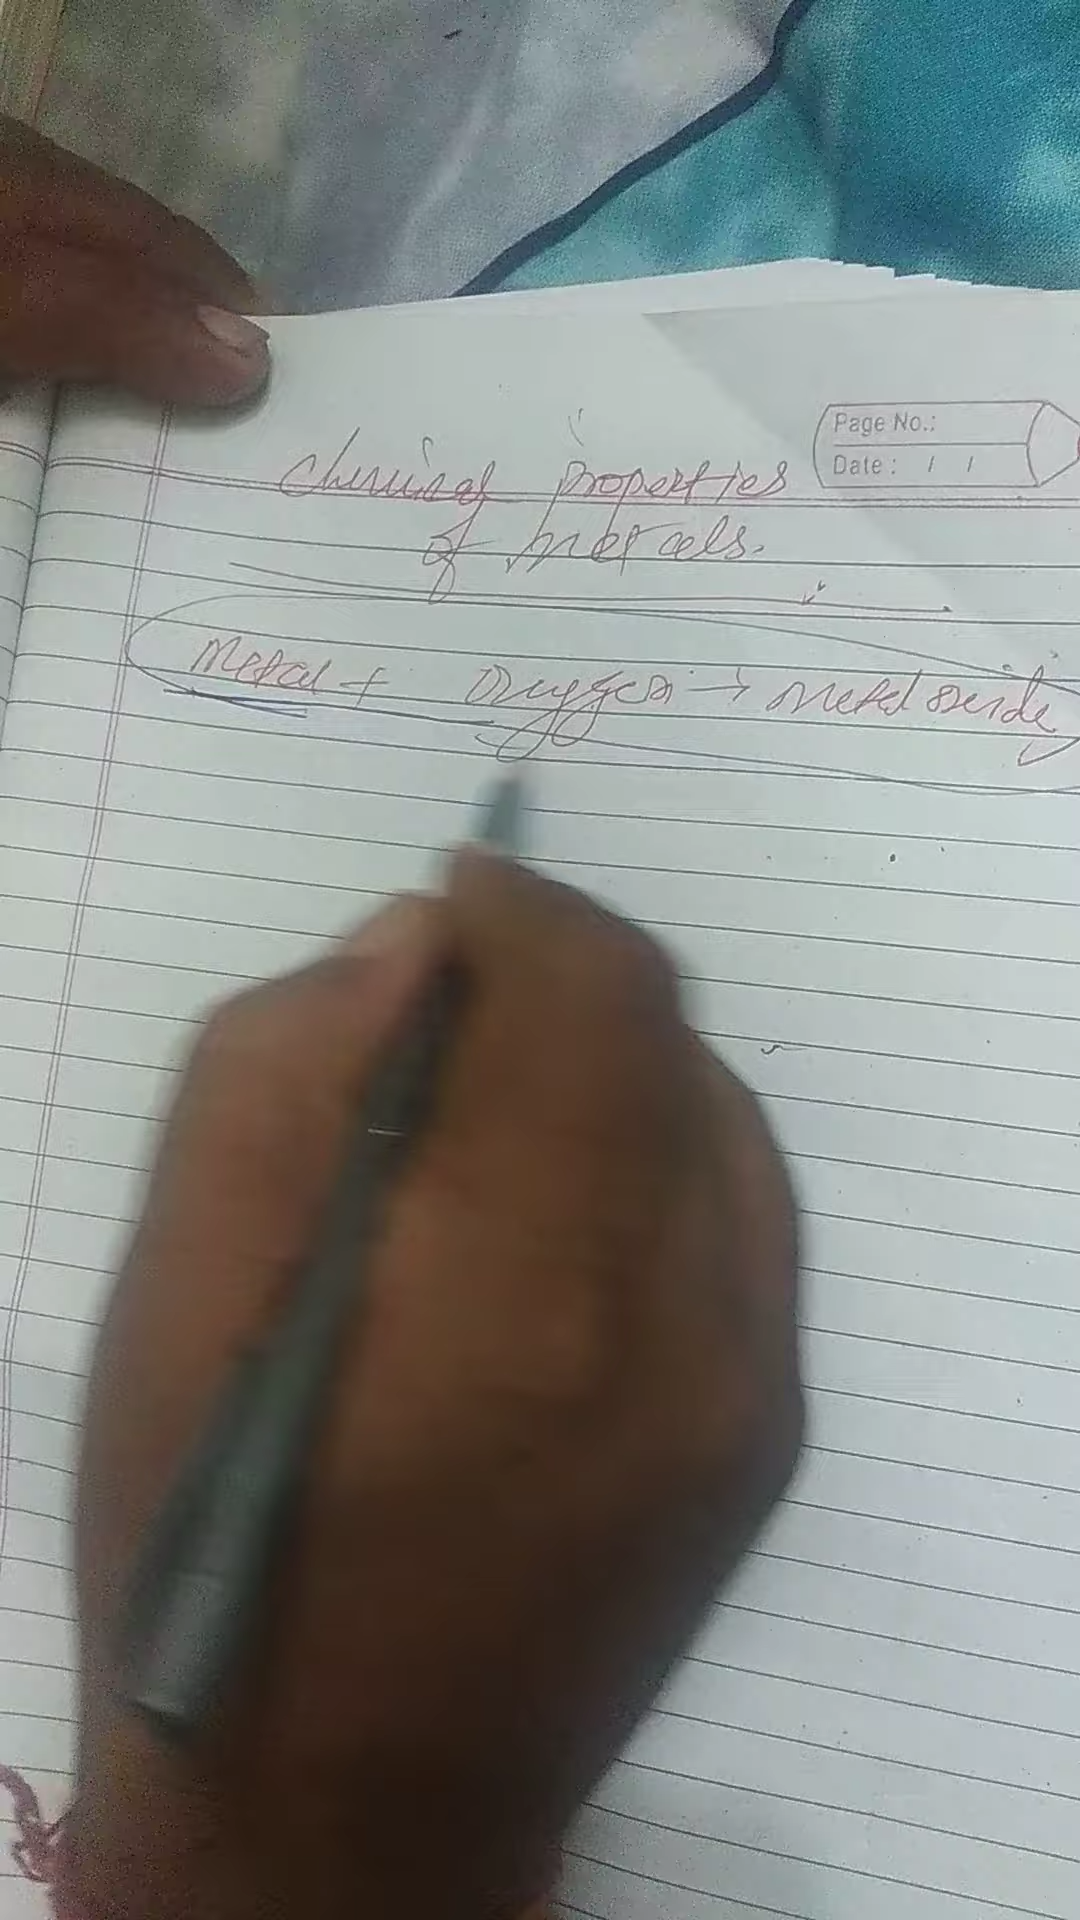 Page No.:
Date : / /
Chemical properties
of metals.
Metal + Oxygen → metal oxide